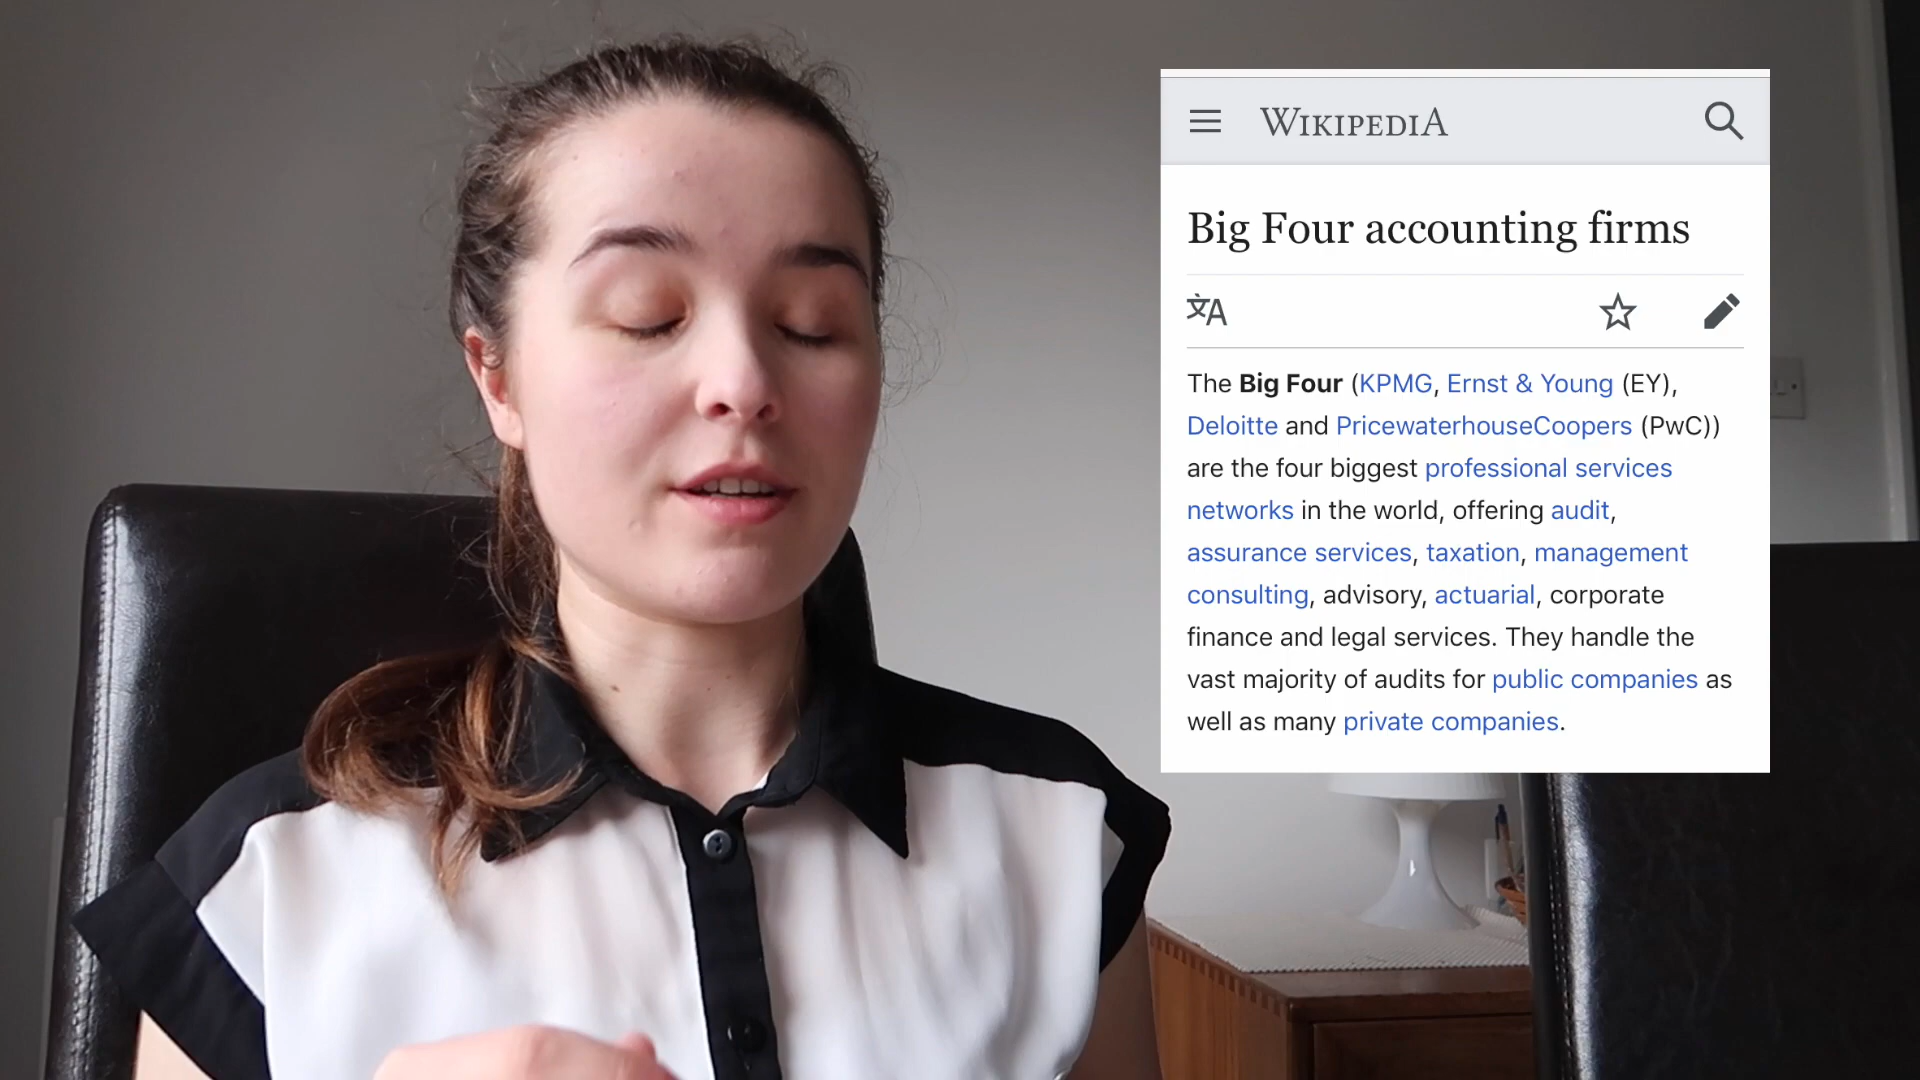 WIKIPEDIA
Big Four accounting firms
文A
The Big Four (KPMG, Ernst & Young (EY),
Deloitte and PricewaterhouseCoopers (PwC))
are the four biggest professional services
networks in the world, offering audit,
assurance services, taxation, management
consulting, advisory, actuarial, corporate
finance and legal services. They handle the
vast majority of audits for public companies as
well as many private companies.